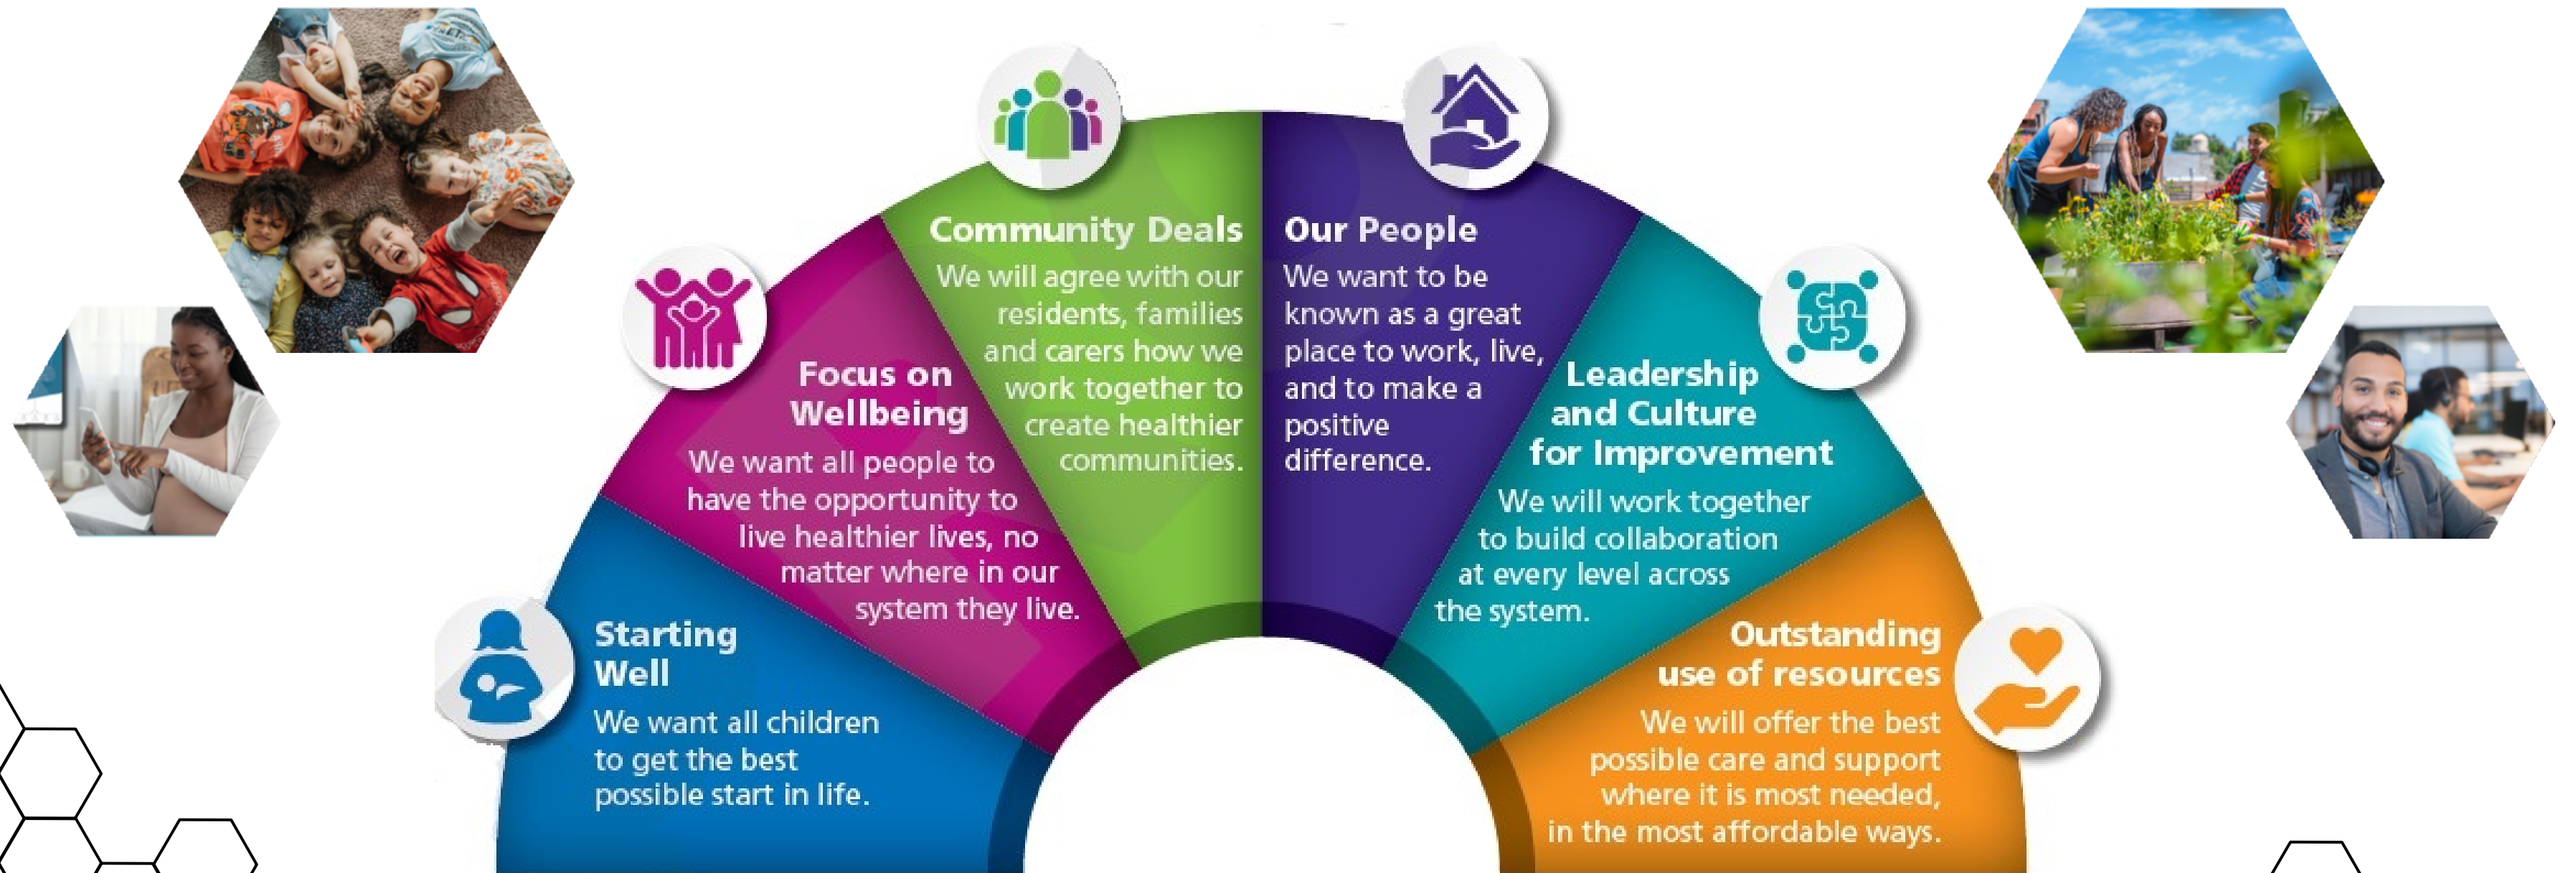 Community Deals
We will agree with our
residents, families
and carers how we
work together to
create healthier
communities.
Our People
We want to be
known as a great
place to work, live,
and to make a
positive
difference.
Focus on
Wellbeing
We want all people to
have the opportunity to
live healthier lives, no
matter where in our
system they live.
Leadership
and Culture
for Improvement
We will work together
to build collaboration
at every level across
the system.
Starting
Well
We want all children
to get the best
possible start in life.
Outstanding
use of resources
We will offer the best
possible care and support
where it is most needed,
in the most affordable ways.